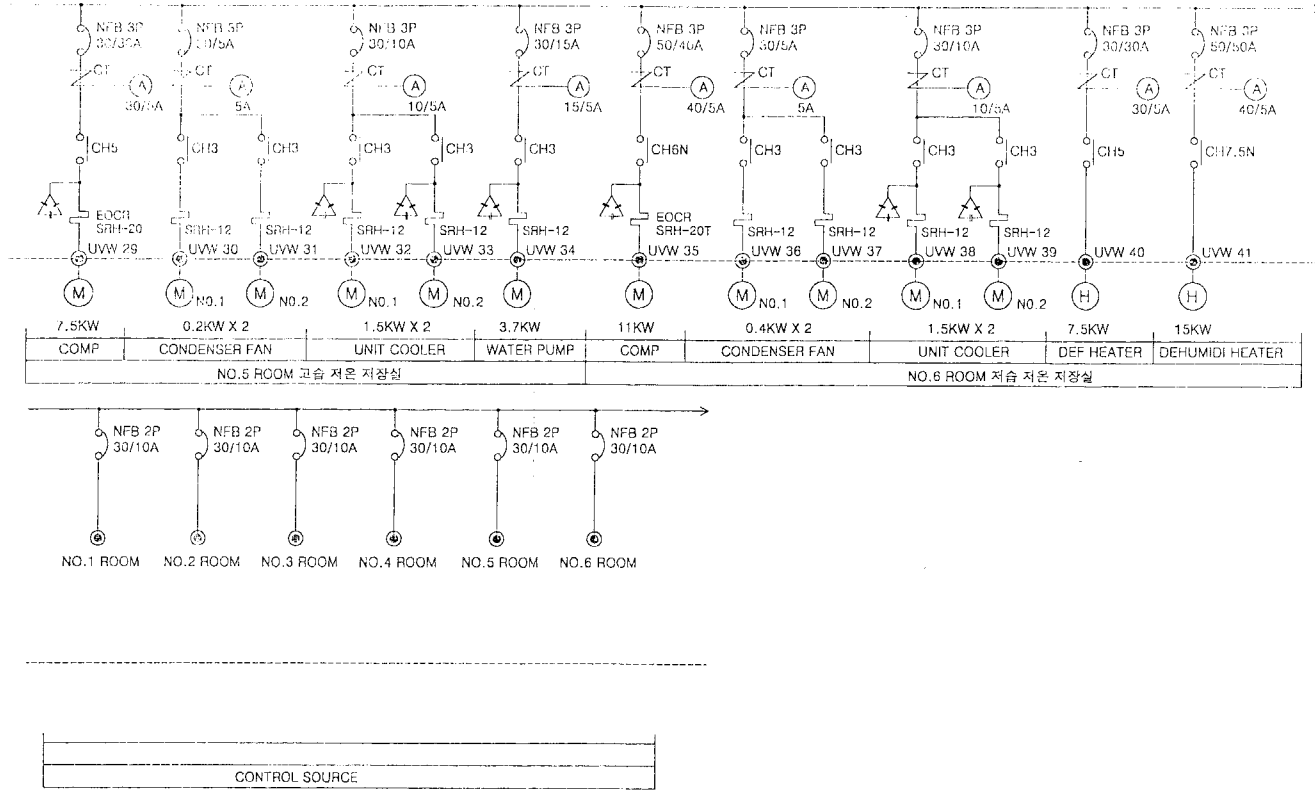 NFB 3P NFB 3P NFB 3P NFB 3P NFB 3P NFB 3P NFB 3P NFB 3P NFB 3P
30/30A 30/10A 30/15A 50/40A 30/5A 30/10A 30/30A 50/50A
CT CT CT CT CT CT CT CT CT
A A A A A A A A A
30/5A 5A 10/5A 15/5A 40/5A 5A 10/5A 30/5A 40/5A
CH5 CH3 CH3 CH3 CH3 CH3 CH6N CH3 CH3 CH3 CH3 CH5 CH7.5N
EOCR EOCR
SRH-20 SRH-12 SRH-12 SRH-12 SRH-12 SRH-12 SRH-20T SRH-12 SRH-12 SRH-12 SRH-12
UVW 29 UVW 30 UVW 31 UVW 32 UVW 33 UVW 34 UVW 35 UVW 36 UVW 37 UVW 38 UVW 39 UVW 40 UVW 41
M M NO.1 M NO.2 M NO.1 M NO.2 M M M NO.1 M NO.2 M NO.1 M NO.2 H H
7.5KW 0.2KW X 2 1.5KW X 2 3.7KW 11KW 0.4KW X 2 1.5KW X 2 7.5KW 15KW
COMP CONDENSER FAN UNIT COOLER WATER PUMP COMP CONDENSER FAN UNIT COOLER DEF HEATER DEHUMIDI HEATER
NO.5 ROOM 고습 저온 저장실 NO.6 ROOM 저습 저온 저장실
NFB 2P NFB 2P NFB 2P NFB 2P NFB 2P NFB 2P
30/10A 30/10A 30/10A 30/10A 30/10A 30/10A
NO.1 ROOM NO.2 ROOM NO.3 ROOM NO.4 ROOM NO.5 ROOM NO.6 ROOM
CONTROL SOURCE